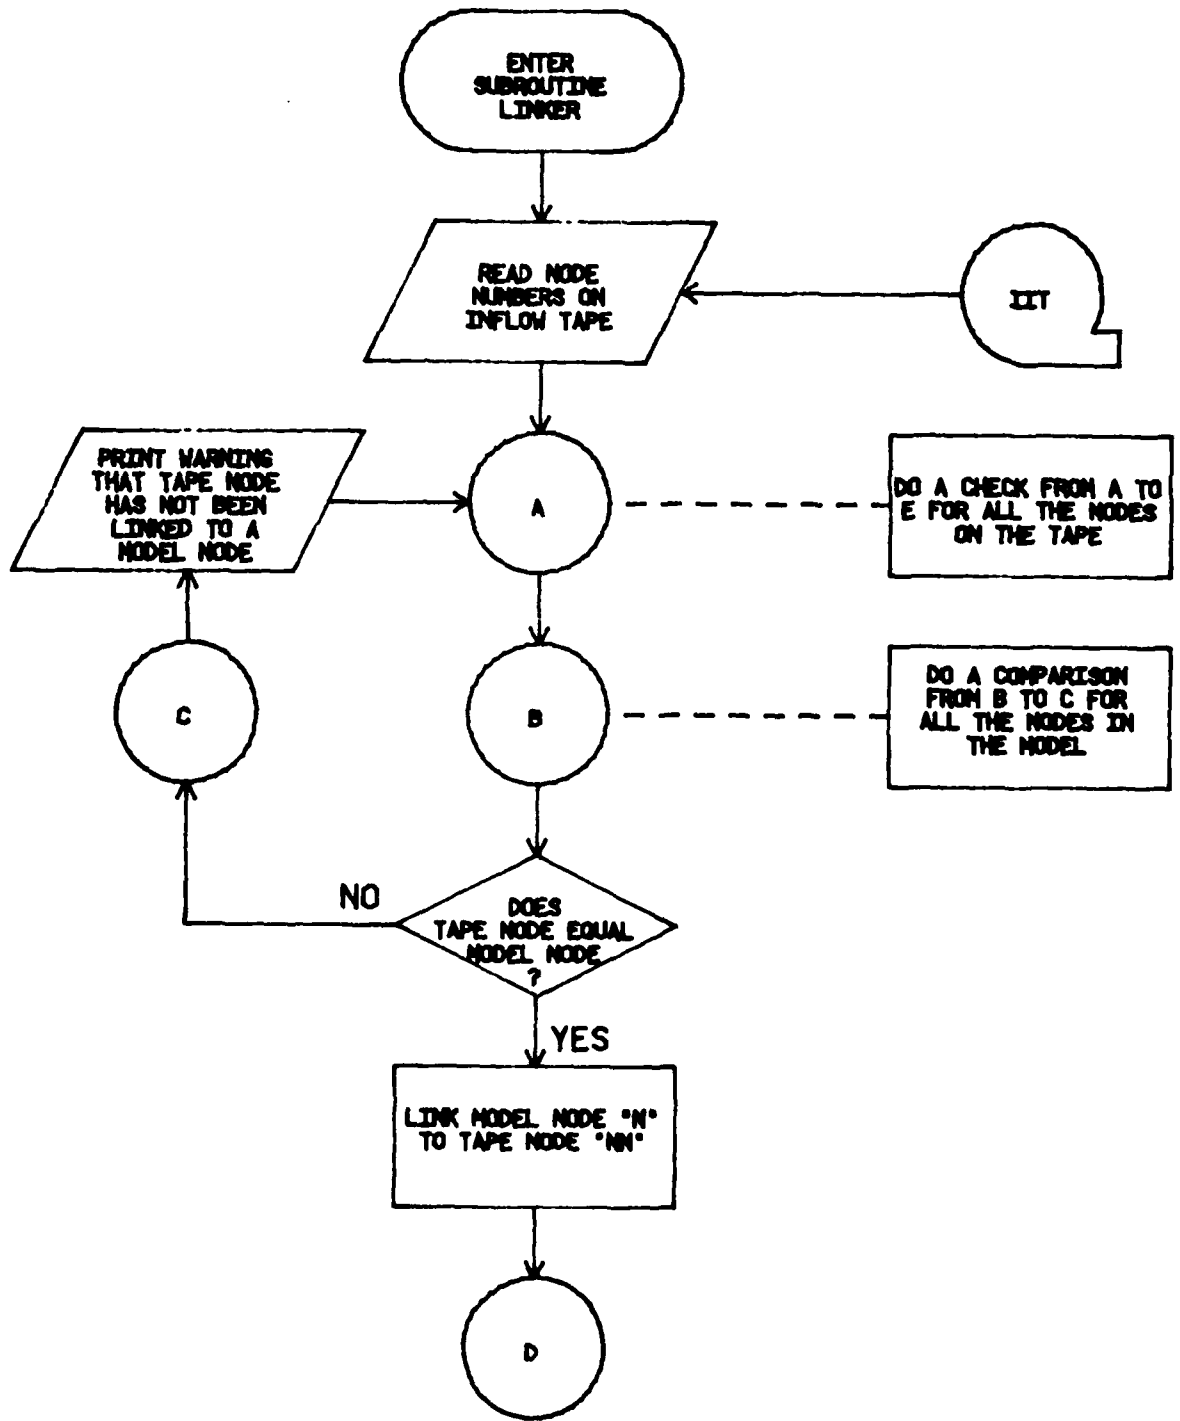 ENTER
SUBROUTINE
LINKER
READ NODE
NUMBERS ON
INFLOW TAPE
IIT
PRINT WARNING
THAT TAPE NODE
HAS NOT BEEN
LINKED TO A
MODEL NODE
A
DO A CHECK FROM A TO
E FOR ALL THE NODES
ON THE TAPE
C
B
DO A COMPARISON
FROM B TO C FOR
ALL THE NODES IN
THE MODEL
NO
DOES
TAPE NODE EQUAL
MODEL NODE
?
YES
LINK MODEL NODE "N"
TO TAPE NODE "NN"
D